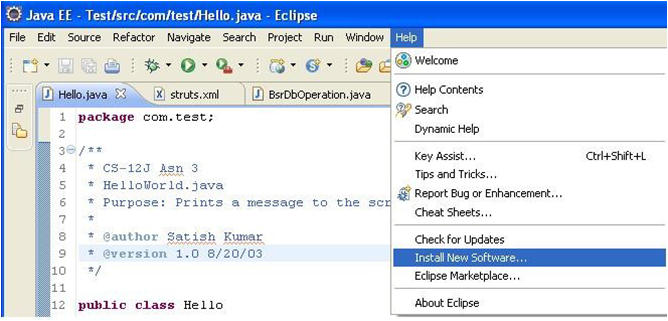 Java EE - Test/src/com/test/Hello.java - Eclipse
File Edit Source Refactor Navigate Search Project Run Window Help
Hello.java struts.xml BsrDbOperation.java
1 package com.test;
2
3 /**
4 * CS-12J Asn 3
5 * HelloWorld.java
6 * Purpose: Prints a message to the scr
7 *
8 * @author Satish Kumar
9 * @version 1.0 8/20/03
10 */
11
12 public class Hello
Welcome
Help Contents
Search
Dynamic Help
Key Assist... Ctrl+Shift+L
Tips and Tricks...
Report Bug or Enhancement...
Cheat Sheets...
Check for Updates
Install New Software...
Eclipse Marketplace...
About Eclipse